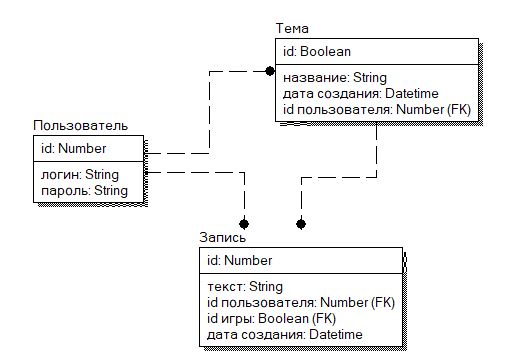 Тема
id: Boolean
название: String
дата создания: Datetime
id пользователя: Number (FK)
Пользователь
id: Number
логин: String
пароль: String
Запись
id: Number
текст: String
id пользователя: Number (FK)
id игры: Boolean (FK)
дата создания: Datetime